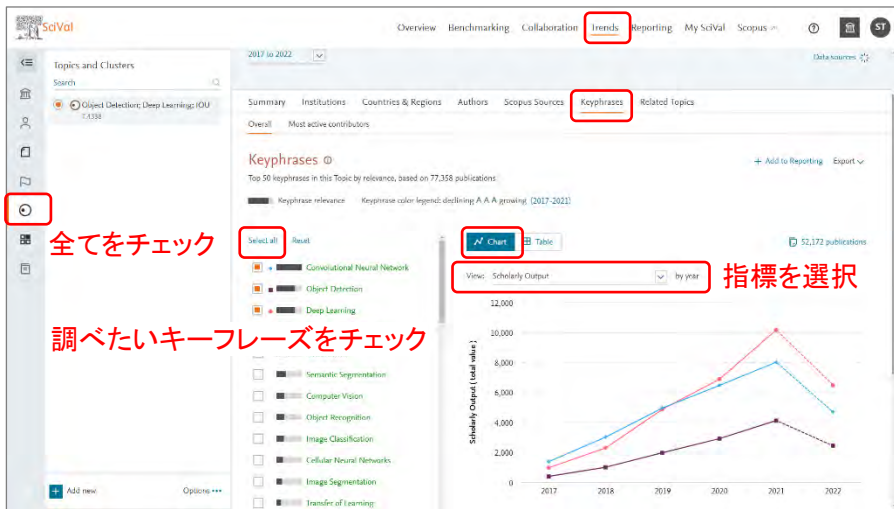 SciVal
Overview Benchmarking Collaboration Trends Reporting My SciVal Scopus
ST
Topics and Clusters
Search
Object Detection; Deep Learning; IOU
T.4338
Add new
Options
2017 to 2022
Data sources
Summary Institutions Countries & Regions Authors Scopus Sources Keyphrases Related Topics
Overall Most active contributors
Keyphrases
+ Add to Reporting Export
Top 50 keyphrases in this Topic by relevance, based on 77,358 publications
Keyphrase relevance Keyphrase color legend: declining A A A growing (2017-2021)
全てをチェック
Select all Reset
Convolutional Neural Network
Object Detection
Deep Learning
調べたいキーフレーズをチェック
Semantic Segmentation
Computer Vision
Object Recognition
Image Classification
Cellular Neural Networks
Image Segmentation
Transfer of Learning
Chart Table
52,172 publications
View: Scholarly Output by year
指標を選択
Scholarly Output ( total value )
12,000
10,000
8,000
6,000
4,000
2,000
0
2017 2018 2019 2020 2021 2022